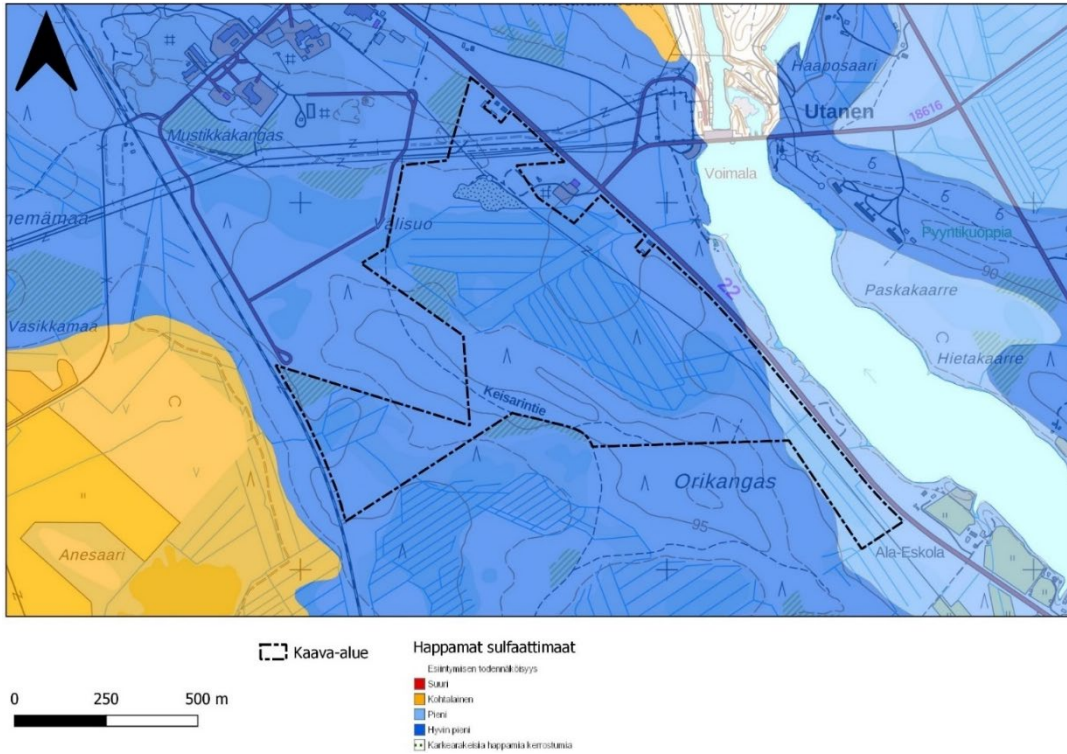 Haaposaari
Utanen
18616
Mustikkakangas
Voimala
nemämaa
Välisuo
Pyyntikuoppia
90
22
Paskakaarre
Vasikkamaa
Hietakaarre
Keisarintie
Orikangas
95
Anesaari
Ala-Eskola
Kaava-alue
Happamat sulfaattimaat
Esiintymisen todennäköisyys
Suuri
Kohtalainen
Pieni
Hyvin pieni
Karkearakeisia happamia kerrostumia
0 250 500 m